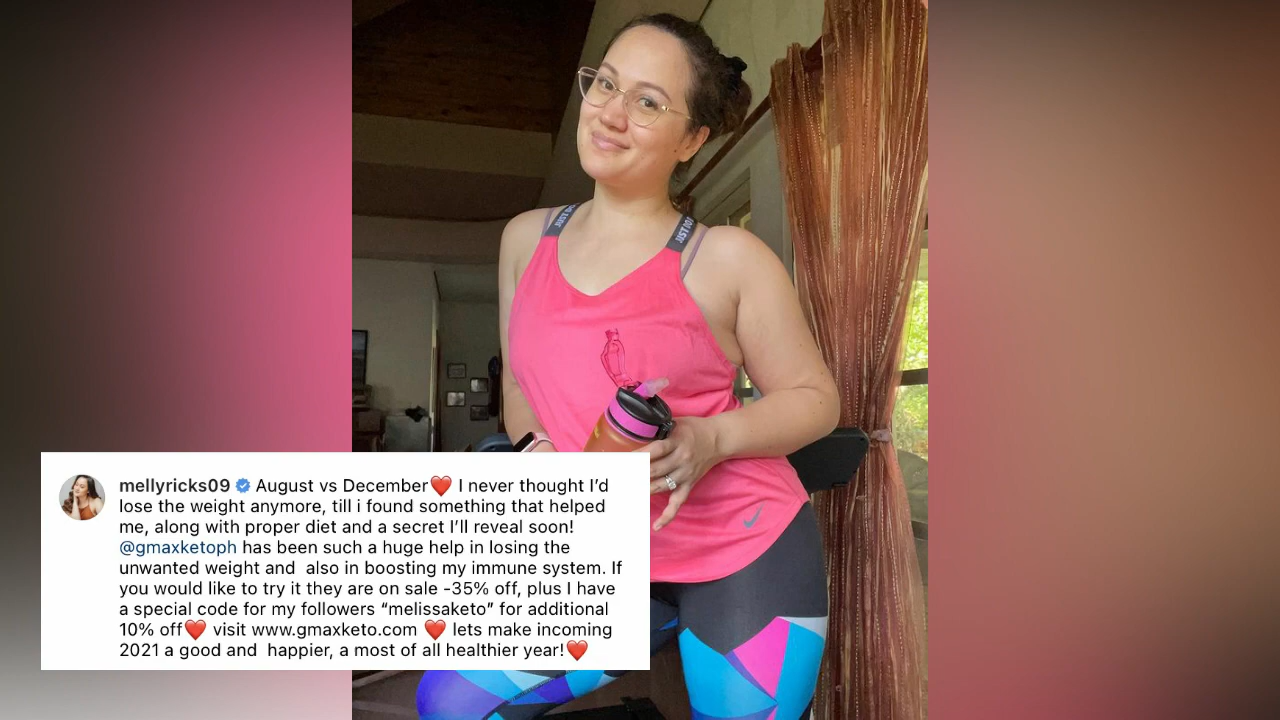 JUST DO
JUST DO
mellyricks09 August vs December❤️ I never thought I’d
lose the weight anymore, till i found something that helped
me, along with proper diet and a secret I’ll reveal soon!
@gmaxketoph has been such a huge help in losing the
unwanted weight and  also in boosting my immune system. If
you would like to try it they are on sale -35% off, plus I have
a special code for my followers “melissaketo” for additional
10% off❤️ visit www.gmaxketo.com ❤️ lets make incoming
2021 a good and  happier, a most of all healthier year!❤️